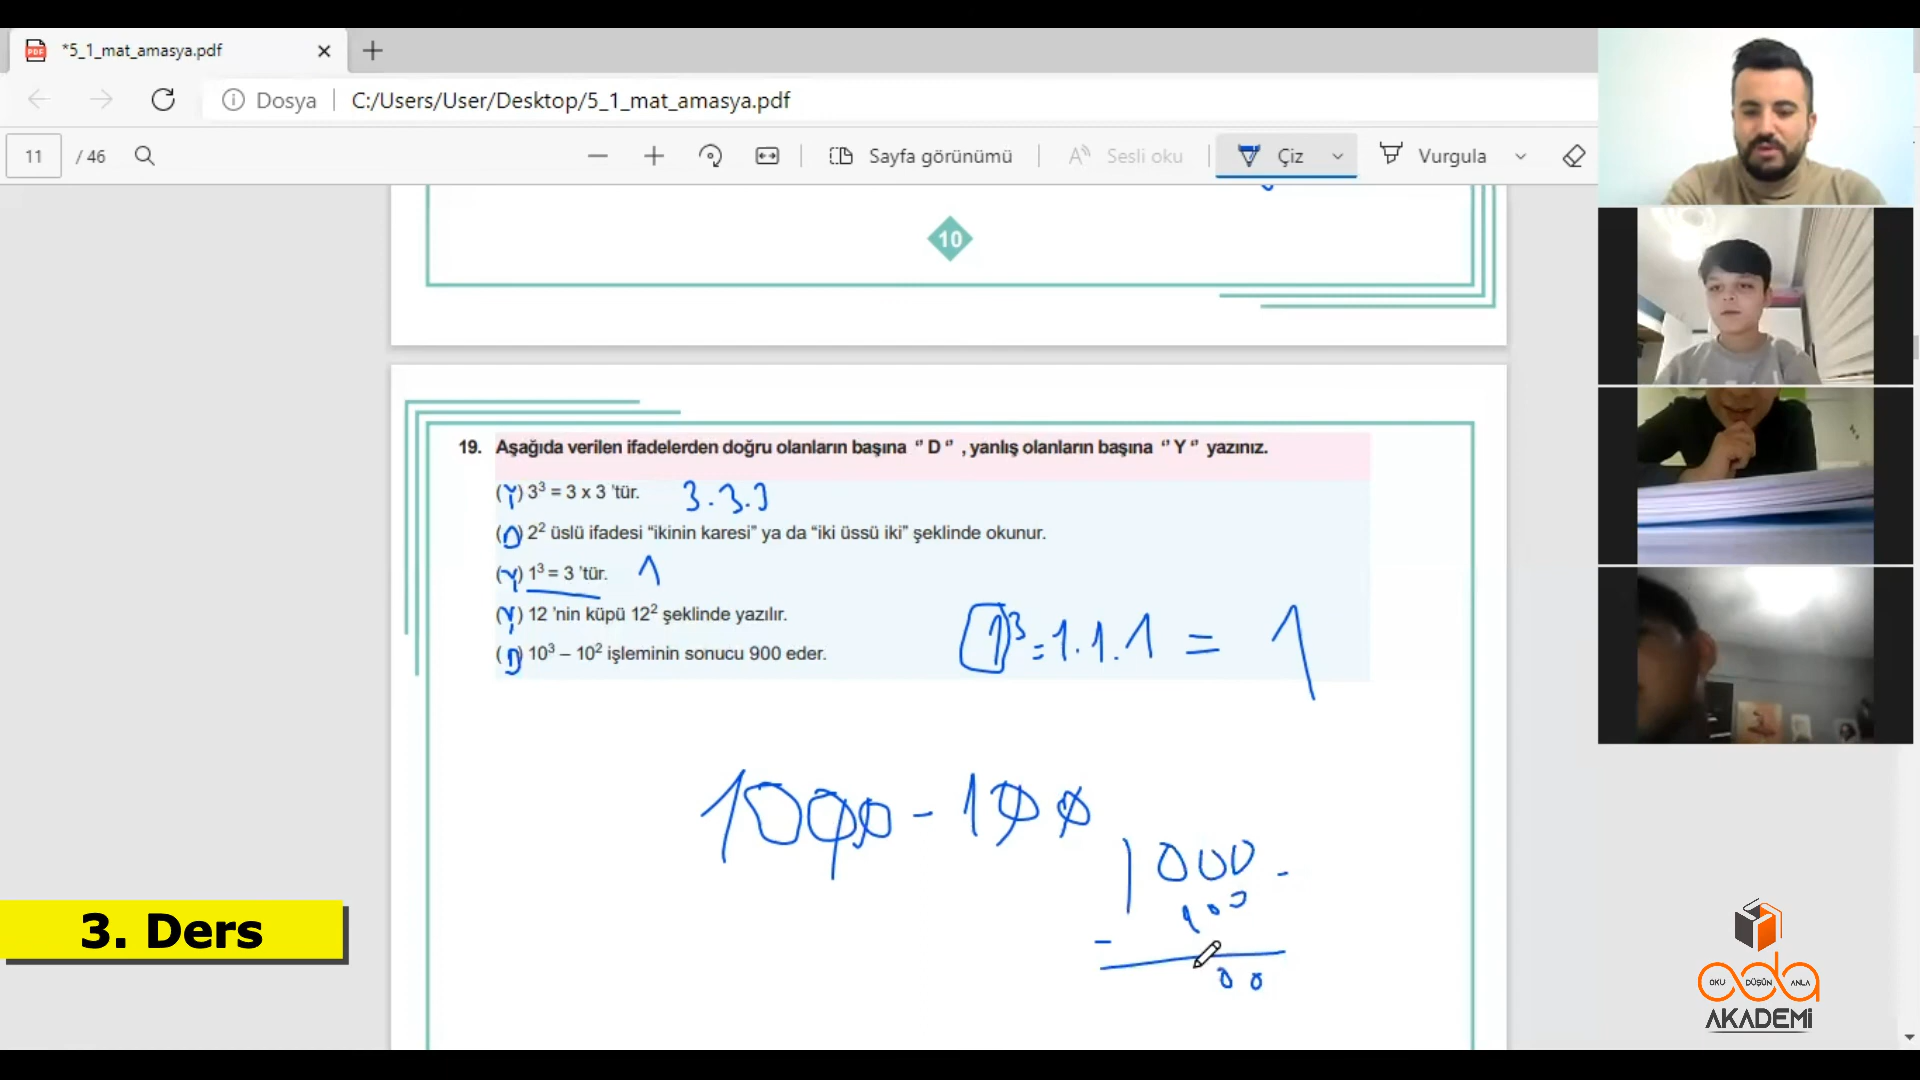 *5_1_mat_amasya.pdf
Dosya | C:/Users/User/Desktop/5_1_mat_amasya.pdf
11 / 46 Sayfa görünümü Sesli oku Çiz Vurgula
10
19. Aşağıda verilen ifadelerden doğru olanların başına “ D “ , yanlış olanların başına “ Y “ yazınız.
(Y) 3³ = 3 x 3 'tür. 3.3.3
(D) 2² üslü ifadesi “ikinin karesi” ya da “iki üssü iki” şeklinde okunur.
(Y) 1³ = 3 'tür. 1
(Y) 12 'nin küpü 12² şeklinde yazılır.
(D) 10³ – 10² işleminin sonucu 900 eder.
1³ = 1.1.1 = 1
1000 - 100
1000 -
100
-
00
3. Ders
OKU DÜŞÜN ANLA
oda
AKADEMİ